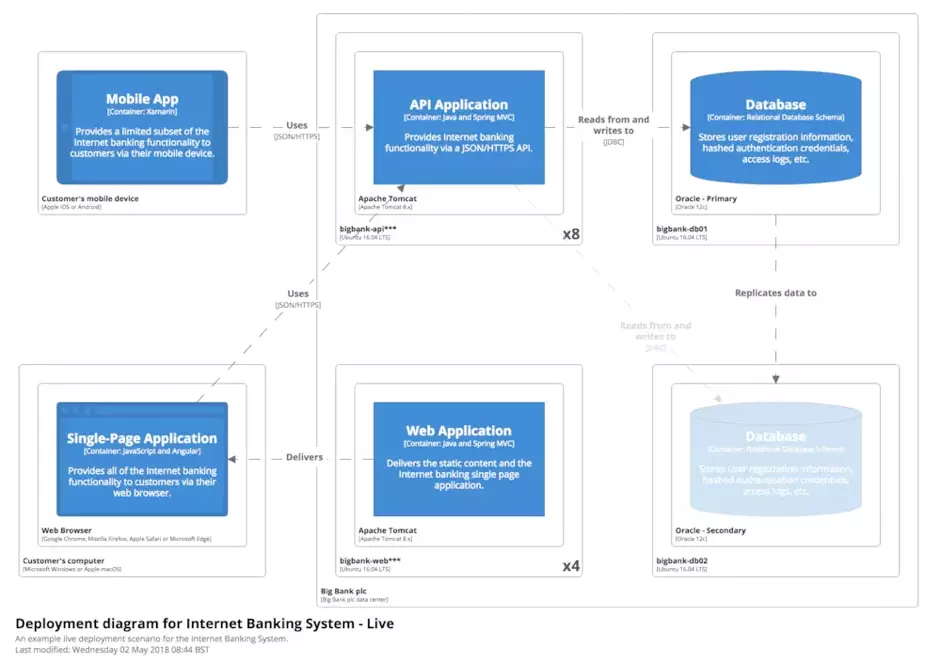 Mobile App
[Container: Xamarin]
Provides a limited subset of the
Internet banking functionality to
customers via their mobile device.
Customer's mobile device
[Apple iOS or Android]
Uses
[JSON/HTTPS]
API Application
[Container: Java and Spring MVC]
Provides Internet banking
functionality via a JSON/HTTPS API.
Apache Tomcat
[Apache Tomcat 8.x]
bigbank-api***
[Ubuntu 16.04 LTS]
x8
Reads from and
writes to
[JDBC]
Database
[Container: Relational Database Schema]
Stores user registration information,
hashed authentication credentials,
access logs, etc.
Oracle - Primary
[Oracle 12c]
bigbank-db01
[Ubuntu 16.04 LTS]
Uses
[JSON/HTTPS]
Replicates data to
Reads from and
writes to
[JDBC]
Single-Page Application
[Container: JavaScript and Angular]
Provides all of the Internet banking
functionality to customers via their
web browser.
Web Browser
[Google Chrome, Mozilla Firefox, Apple Safari or Microsoft Edge]
Customer's computer
[Microsoft Windows or Apple macOS]
Delivers
Web Application
[Container: Java and Spring MVC]
Delivers the static content and the
Internet banking single page
application.
Apache Tomcat
[Apache Tomcat 8.x]
bigbank-web***
[Ubuntu 16.04 LTS]
x4
Database
[Container: Relational Database Schema]
Stores user registration information,
hashed authentication credentials,
access logs, etc.
Oracle - Secondary
[Oracle 12c]
bigbank-db02
[Ubuntu 16.04 LTS]
Big Bank plc
[Big Bank plc data center]
Deployment diagram for Internet Banking System - Live
An example live deployment scenario for the Internet Banking System.
Last modified: Wednesday 02 May 2018 08:44 BST